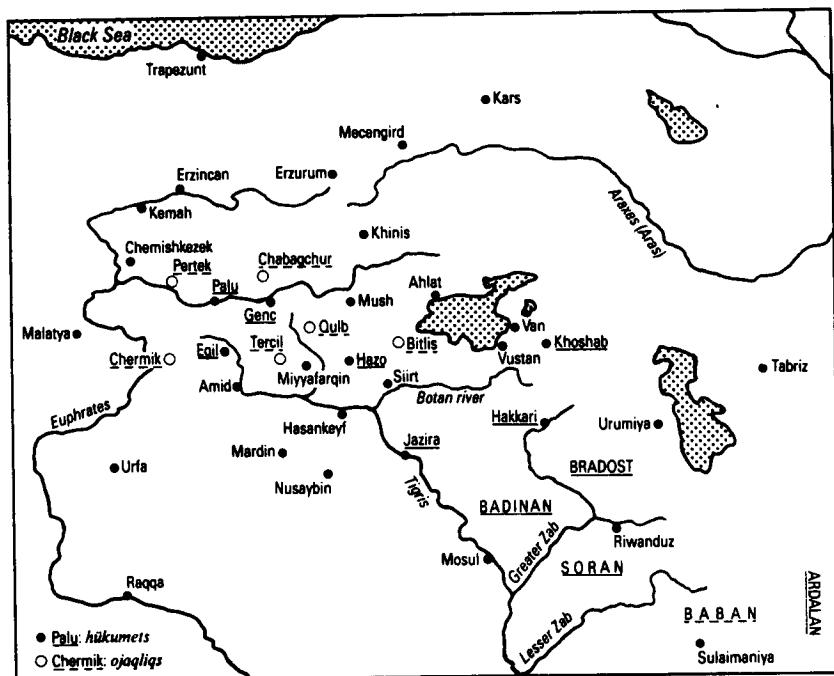 Black Sea
Trapezunt
Kars
Mecengird
Erzincan
Erzurum
Kemah
Araxes (Aras)
Khinis
Chemishkezek
Chabagchur
Pertek
Palu
Genc
Mush
Ahlat
Malatya
Qulb
Van
Khoshab
Chermik
Egil
Tercil
Bitlis
Vustan
Hazo
Miyyafarqin
Tabriz
Amid
Siirt
Botan river
Euphrates
Hasankeyf
Hakkari
Urumiya
Mardin
Jazira
Urfa
Nusaybin
BRADOST
Tigris
BADINAN
Riwanduz
Mosul
Greater Zab
SORAN
Raqqa
ARDALAN
BABAN
Lesser Zab
Sulaimaniya
Palu: hükumets
Chermik: ojaqliqs